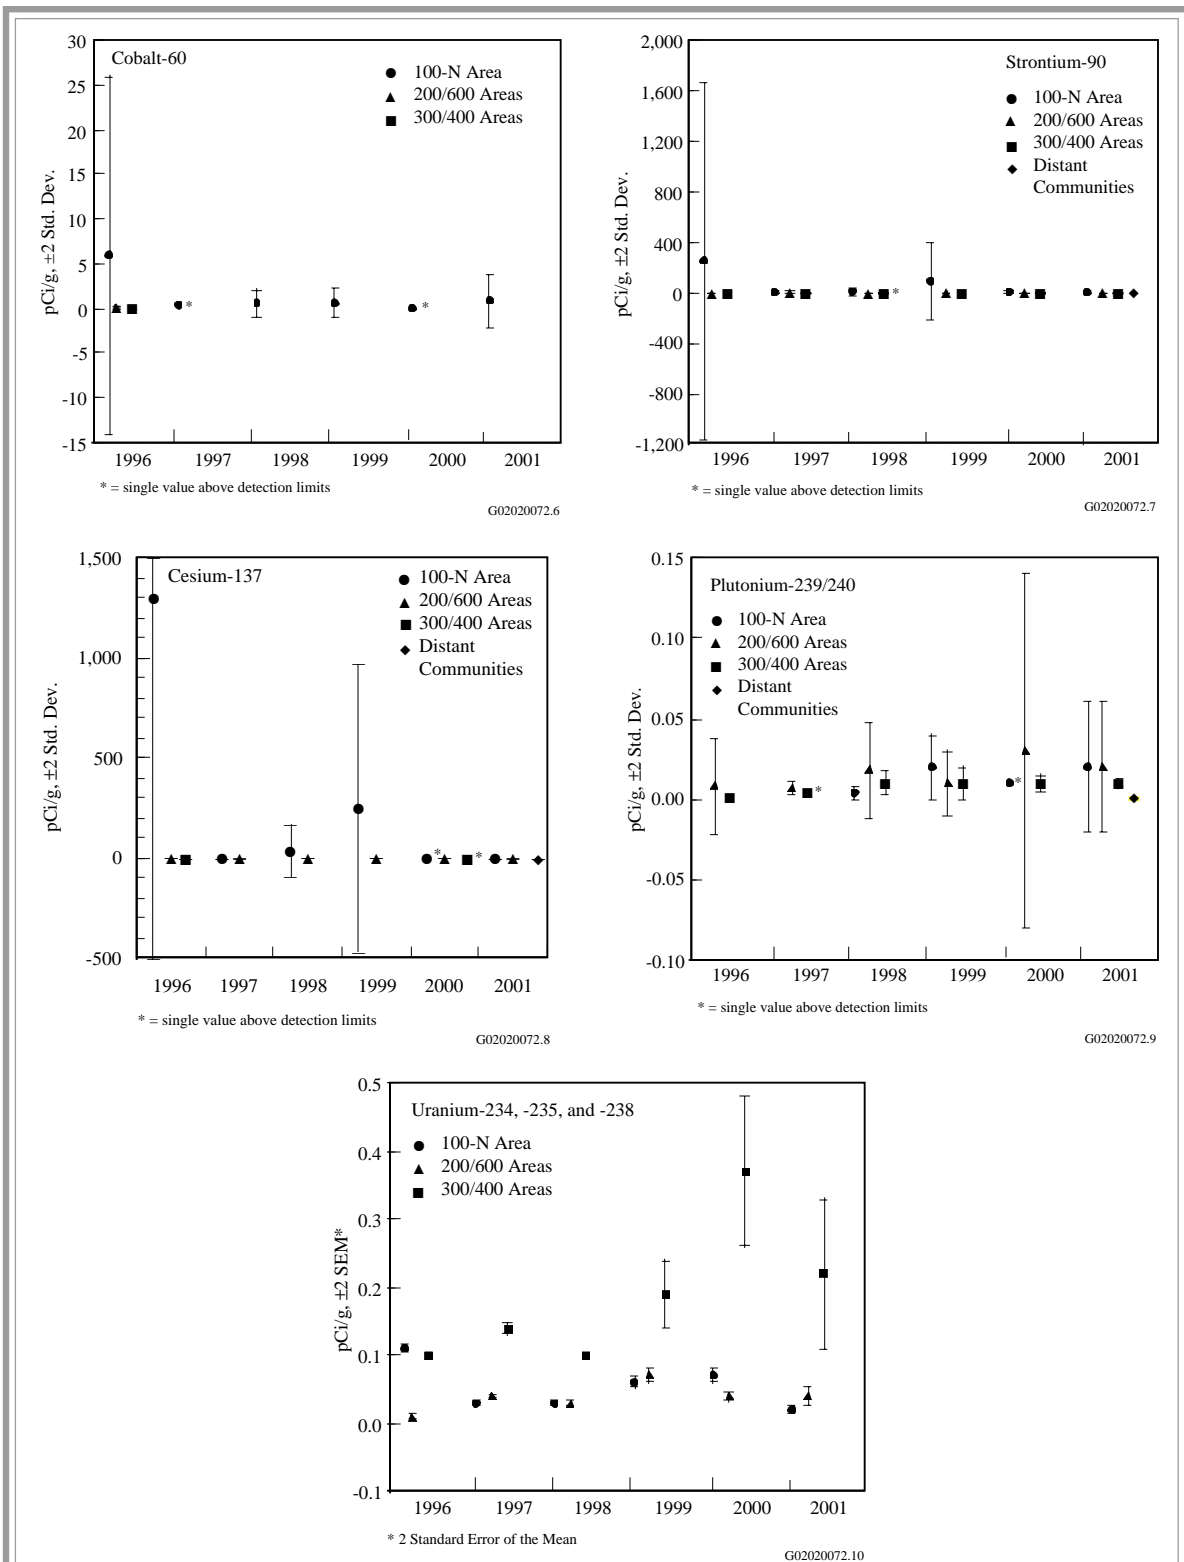 Cobalt-60
100-N Area
200/600 Areas
300/400 Areas
pCi/g, ±2 Std. Dev.
30
25
20
15
10
5
0
-5
-10
-15
1996 1997 1998 1999 2000 2001
*
*
* = single value above detection limits
G02020072.6
Strontium-90
100-N Area
200/600 Areas
300/400 Areas
Distant
Communities
pCi/g, ±2 Std. Dev.
2,000
1,600
1,200
800
400
0
-400
-800
-1,200
1996 1997 1998 1999 2000 2001
*
* = single value above detection limits
G02020072.7
Cesium-137
100-N Area
200/600 Areas
300/400 Areas
Distant
Communities
pCi/g, ±2 Std. Dev.
1,500
1,000
500
0
-500
1996 1997 1998 1999 2000 2001
*
*
* = single value above detection limits
G02020072.8
Plutonium-239/240
100-N Area
200/600 Areas
300/400 Areas
Distant
Communities
pCi/g, ±2 Std. Dev.
0.15
0.10
0.05
0.00
-0.05
-0.10
1996 1997 1998 1999 2000 2001
*
*
* = single value above detection limits
G02020072.9
Uranium-234, -235, and -238
100-N Area
200/600 Areas
300/400 Areas
pCi/g, ±2 SEM*
0.5
0.4
0.3
0.2
0.1
0.0
-0.1
1996 1997 1998 1999 2000 2001
* 2 Standard Error of the Mean
G02020072.10